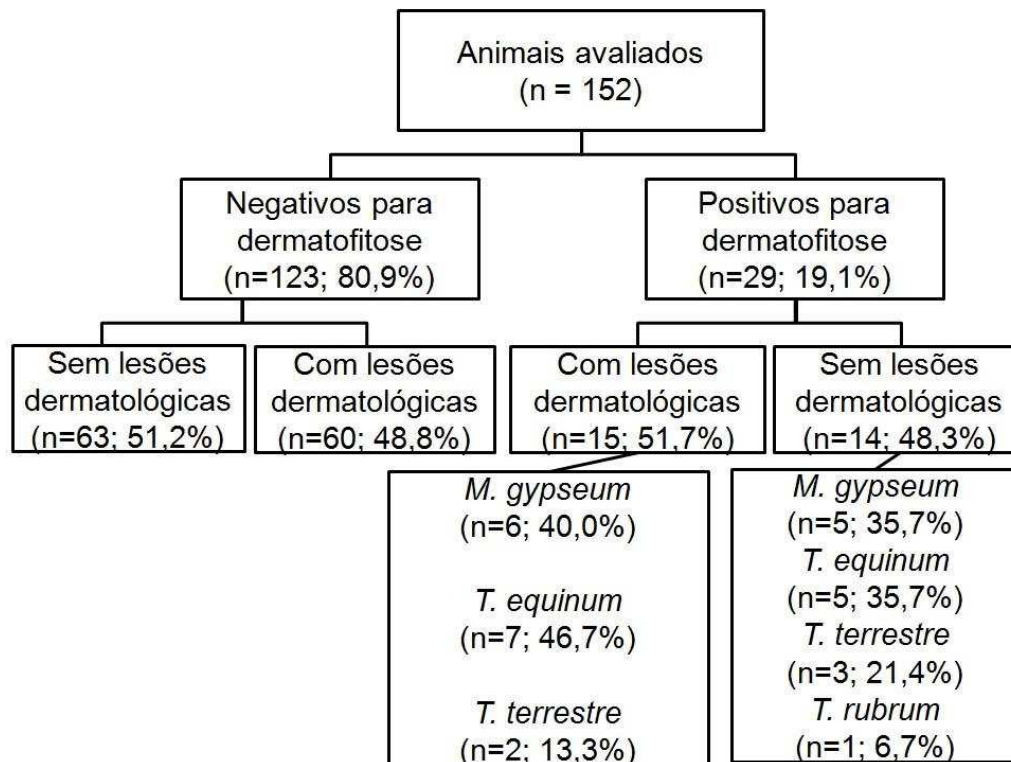 Animais avaliados
(n = 152)
Negativos para
dermatofitose
(n=123; 80,9%)
Positivos para
dermatofitose
(n=29; 19,1%)
Sem lesões
dermatológicas
(n=63; 51,2%)
Com lesões
dermatológicas
(n=60; 48,8%)
Com lesões
dermatológicas
(n=15; 51,7%)
Sem lesões
dermatológicas
(n=14; 48,3%)
M. gypseum
(n=6; 40,0%)
T. equinum
(n=7; 46,7%)
T. terrestre
(n=2; 13,3%)
M. gypseum
(n=5; 35,7%)
T. equinum
(n=5; 35,7%)
T. terrestre
(n=3; 21,4%)
T. rubrum
(n=1; 6,7%)